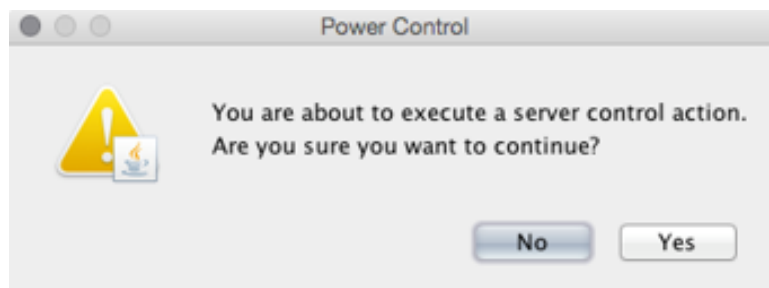 Power Control
You are about to execute a server control action.
Are you sure you want to continue?
No Yes